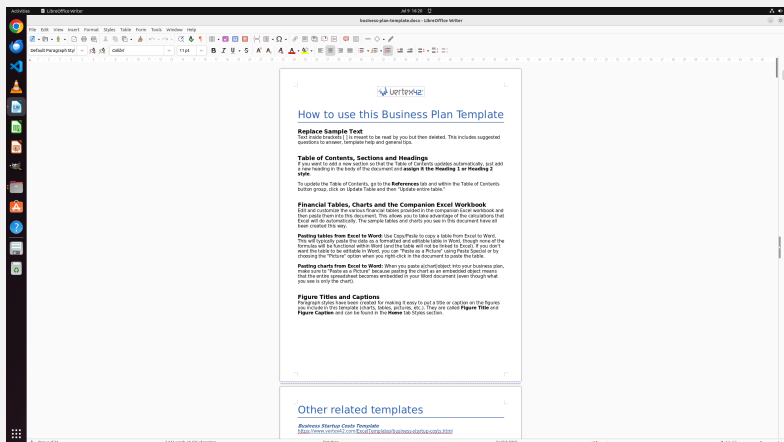 Activities LibreOffice Writer Jul 9 16:20
business-plan-template.docx - LibreOffice Writer
File Edit View Insert Format Styles Table Form Tools Window Help
Default Paragraph Styl Calibri 11 pt
vertex42
How to use this Business Plan Template
Replace Sample Text
Text inside brackets [ ] is meant to be read by you but then deleted. This includes suggested
questions to answer, template help and general tips.
Table of Contents, Sections and Headings
If you want to add a new section so that the Table of Contents updates automatically, just add
a new heading in the body of the document and assign it the Heading 1 or Heading 2
style.
To update the Table of Contents, go to the References tab and within the Table of Contents
button group, click on Update Table and then "Update entire table."
Financial Tables, Charts and the Companion Excel Workbook
Edit and customize the various financial tables provided in the companion Excel workbook and
then paste them into this document. This allows you to take advantage of the calculations that
Excel will do automatically. The sample tables and charts you see in this document have all
been created this way.
Pasting tables from Excel to Word: Use Copy/Paste to copy a table from Excel to Word.
This will typically paste the data as a formatted and editable table in Word, though none of the
formulas will be functional within Word (and the table will not be linked to Excel). If you don't
want the table to be editable in Word, you can "Paste as a Picture" using Paste Special or by
choosing the "Picture" option when you right-click in the document to paste the table.
Pasting charts from Excel to Word: When you paste a chart object into your business plan,
make sure to "Paste as a Picture" because pasting the chart as an embedded object means
that the entire spreadsheet becomes embedded in your Word document (even though what
you see is only the chart).
Figure Titles and Captions
Paragraph styles have been created for making it easy to put a title or caption on the figures
you include in this template (charts, tables, pictures, etc.). They are called Figure Title and
Figure Caption and can be found in the Home tab Styles section.
Other related templates
Business Startup Costs Template
https://www.vertex42.com/ExcelTemplates/business-startup-costs.html